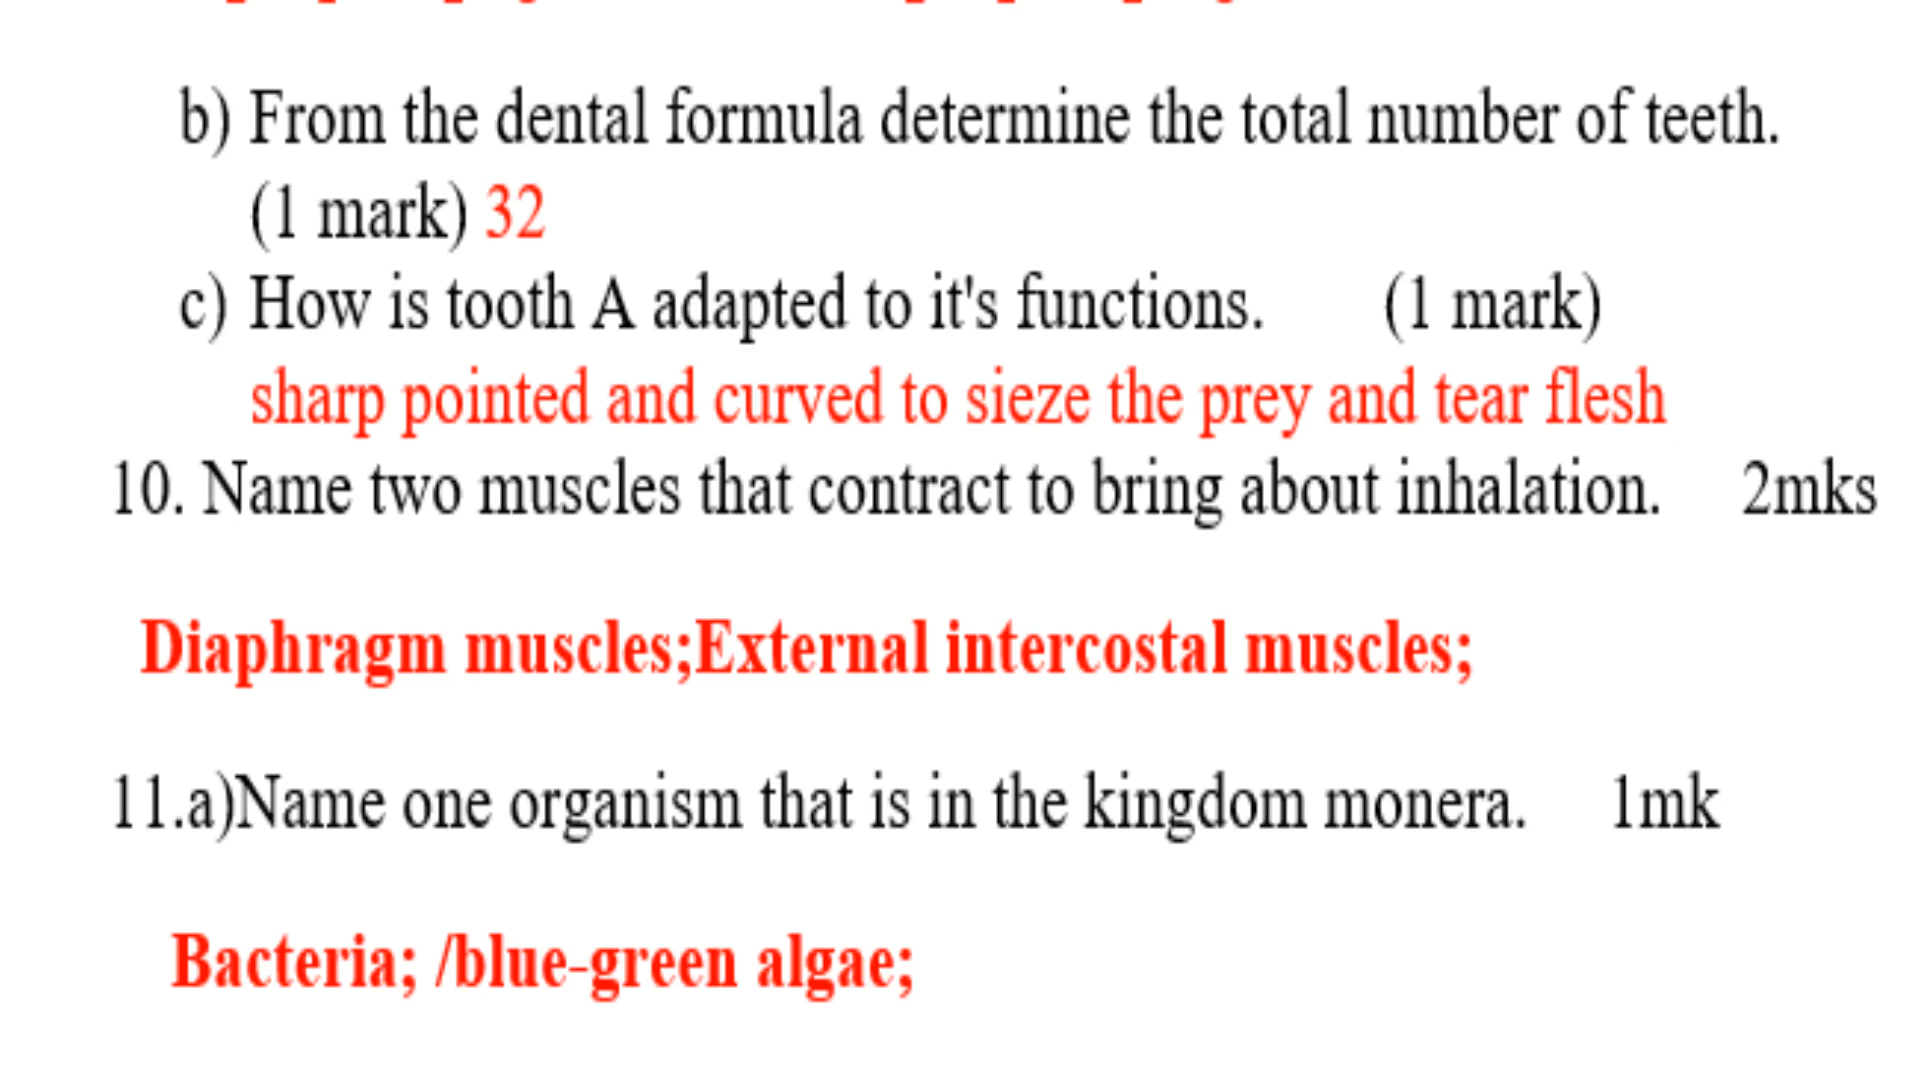 b) From the dental formula determine the total number of teeth.
(1 mark) 32
c) How is tooth A adapted to it's functions. (1 mark)
sharp pointed and curved to sieze the prey and tear flesh
10. Name two muscles that contract to bring about inhalation. 2mks
Diaphragm muscles;External intercostal muscles;
11.a)Name one organism that is in the kingdom monera. 1mk
Bacteria; /blue-green algae;